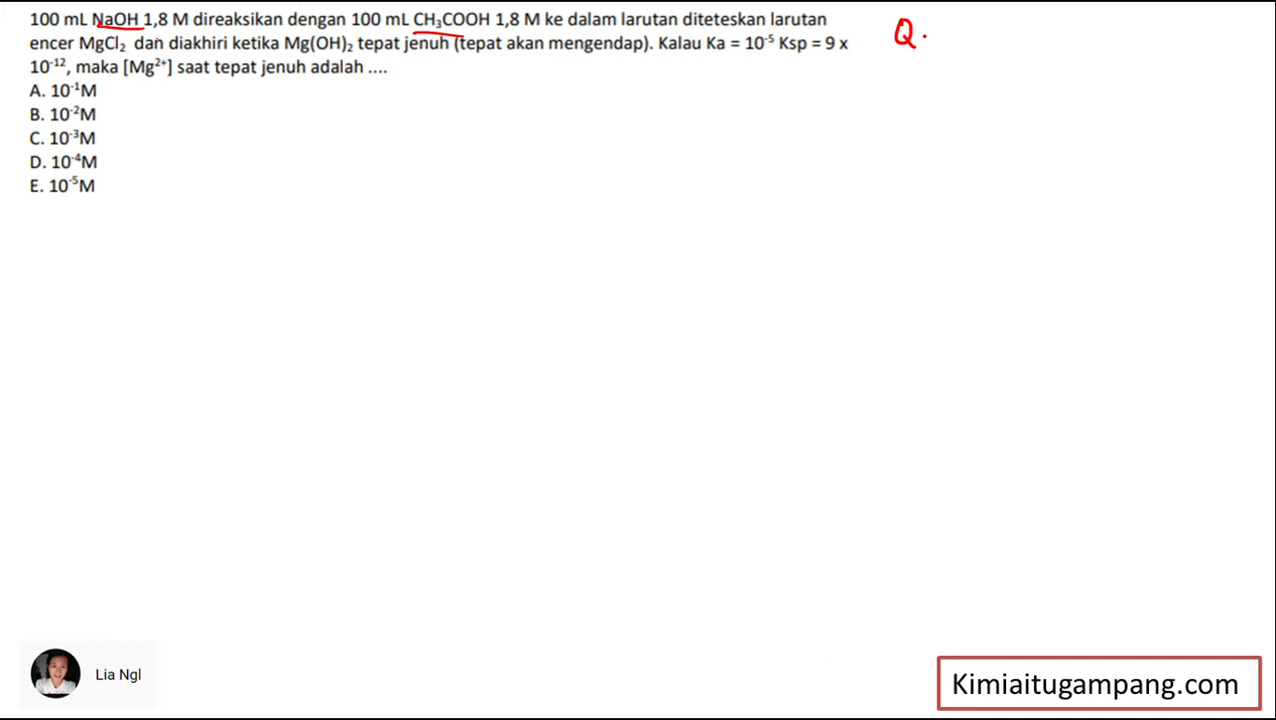 100 mL NaOH 1,8 M direaksikan dengan 100 mL CH₃COOH 1,8 M ke dalam larutan diteteskan larutan
encer MgCl₂ dan diakhiri ketika Mg(OH)₂ tepat jenuh (tepat akan mengendap). Kalau Ka = 10⁻⁵ Ksp = 9 x
10⁻¹², maka [Mg²⁺] saat tepat jenuh adalah ....
A. 10⁻¹M
B. 10⁻²M
C. 10⁻³M
D. 10⁻⁴M
E. 10⁻⁵M
Q.
Lia Ngl
Kimiaitugampang.com